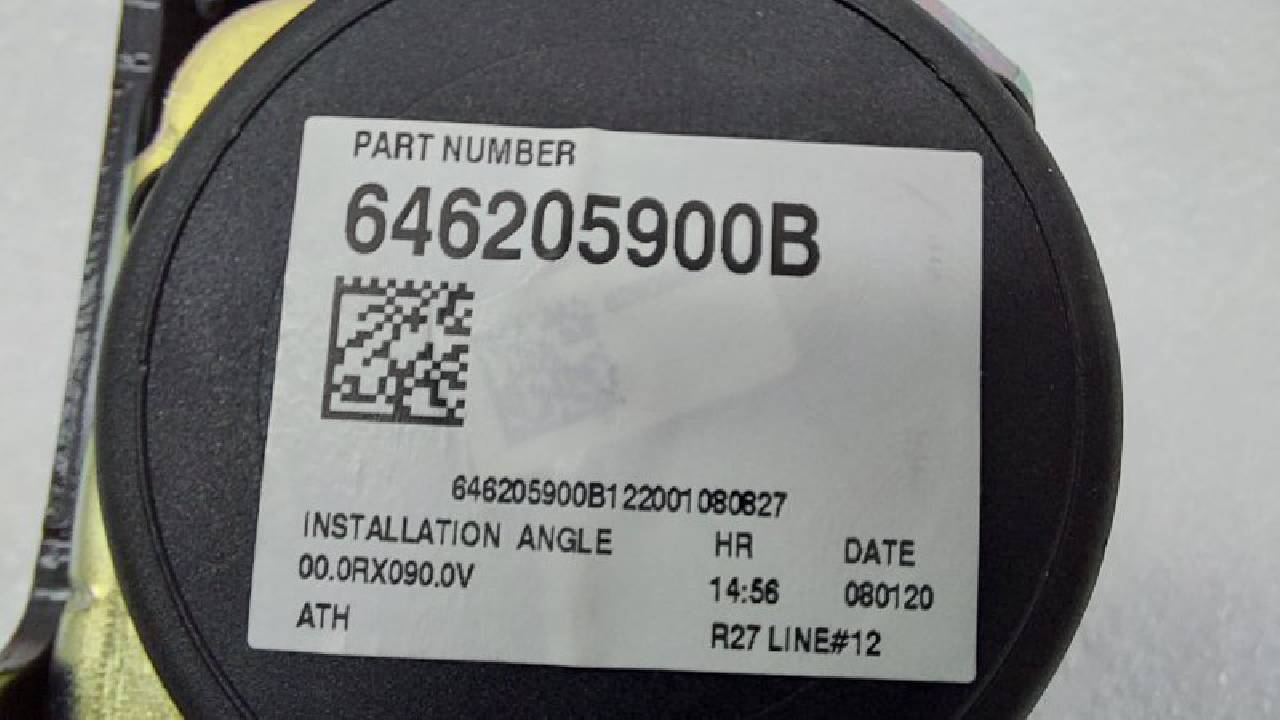 PART NUMBER
646205900B
646205900B122001080827
INSTALLATION ANGLE HR DATE
00.0RX090.0V 14:56 080120
ATH R27 LINE#12